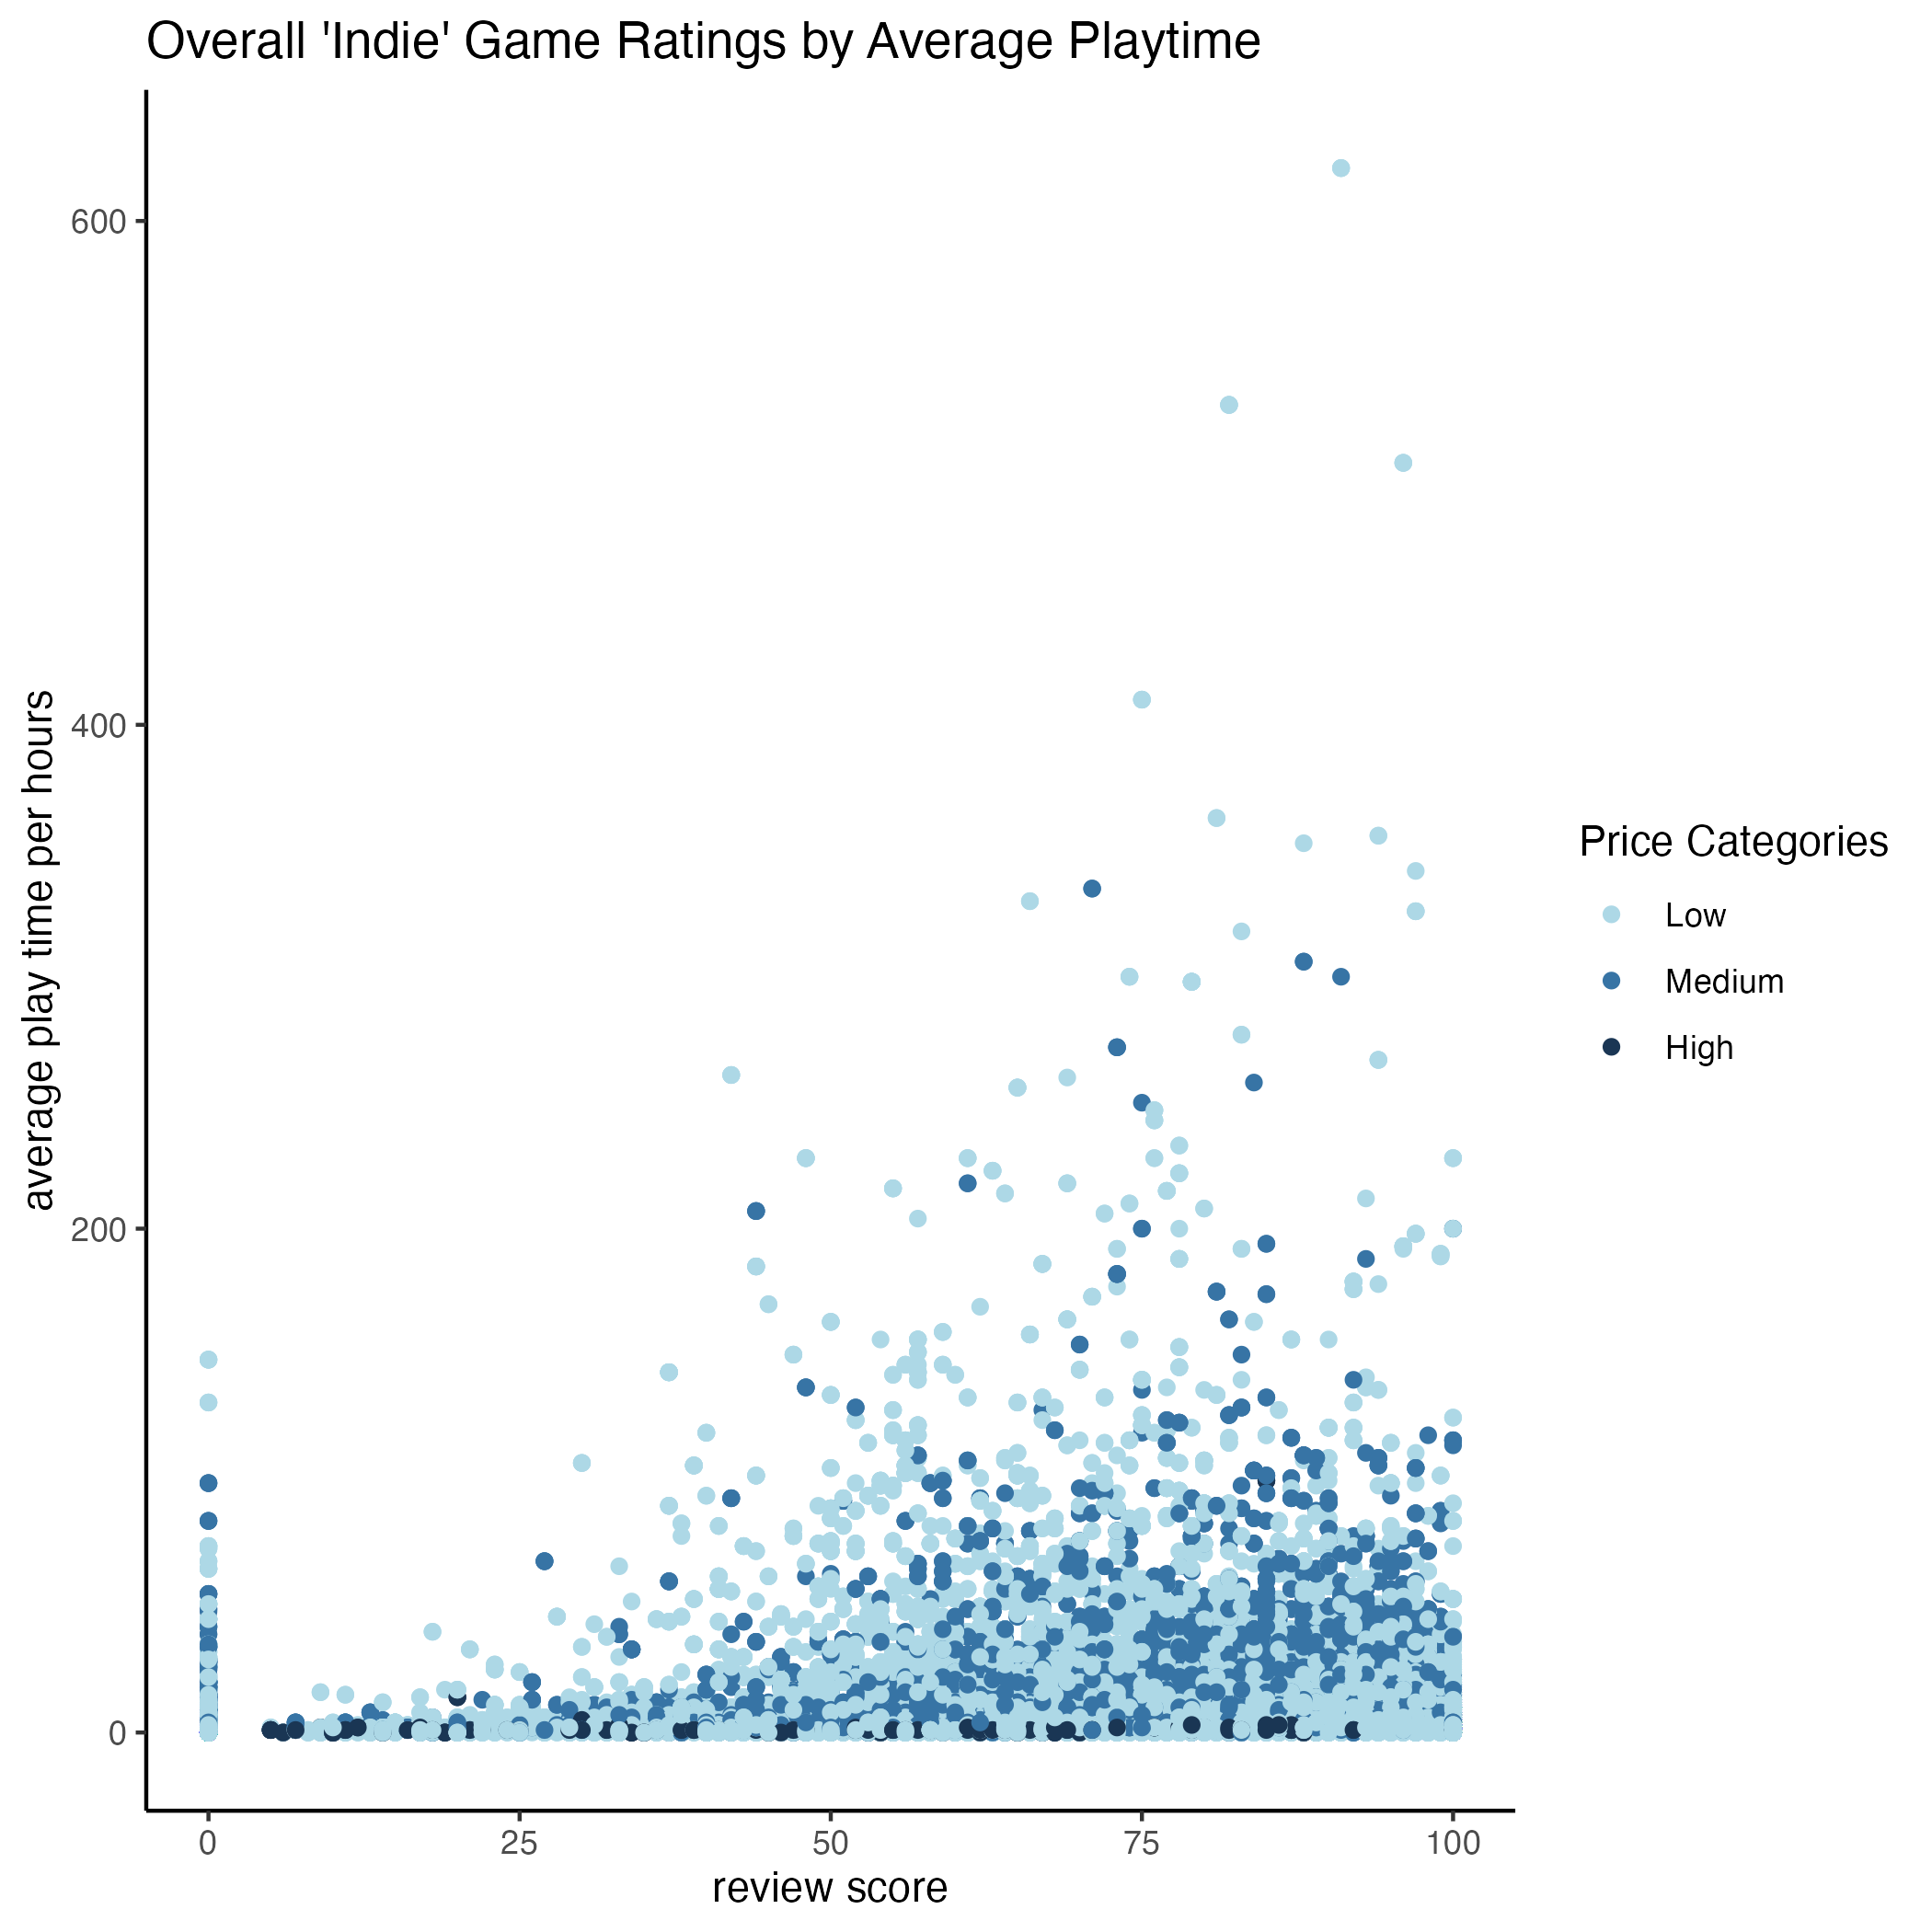 Overall 'Indie' Game Ratings by Average Playtime
average play time per hours
600
400
200
0
0
25
50
75
100
review score
Price Categories
Low
Medium
High